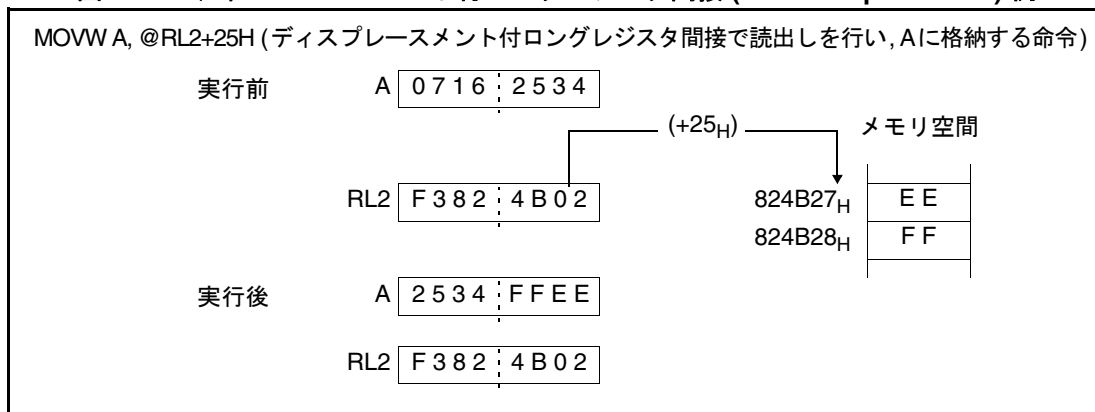 MOVW A, @RL2+25H (ディスプレースメント付ロングレジスタ間接で読出しを行い, Aに格納する命令)
実行前 A 0716 2534
(+25H) メモリ空間
RL2 F382 4B02 824B27H EE
824B28H FF
実行後 A 2534 FFEE
RL2 F382 4B02